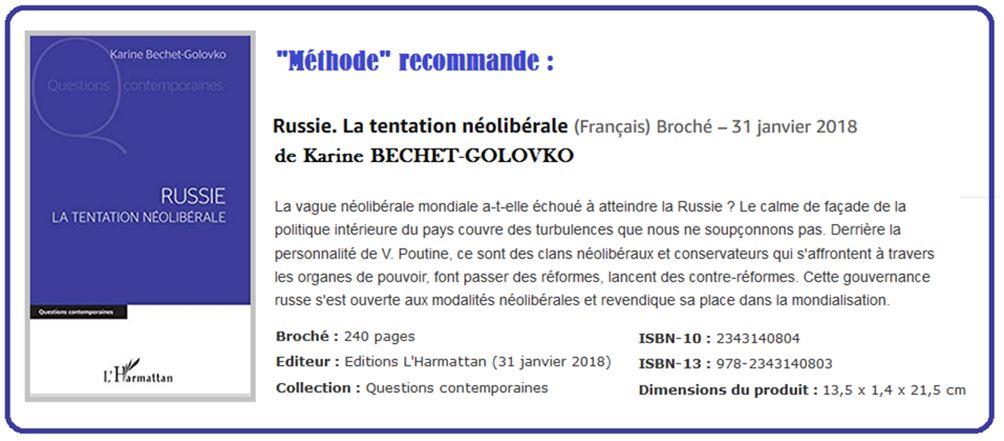 Karine Bechet-Golovko
Questions contemporaines
RUSSIE
LA TENTATION NÉOLIBÉRALE
Questions contemporaines
L'Harmattan
"Méthode" recommande :
Russie. La tentation néolibérale (Français) Broché – 31 janvier 2018
de Karine BECHET-GOLOVKO
La vague néolibérale mondiale a-t-elle échoué à atteindre la Russie ? Le calme de façade de la
politique intérieure du pays couvre des turbulences que nous ne soupçonnons pas. Derrière la
personnalité de V. Poutine, ce sont des clans néolibéraux et conservateurs qui s'affrontent à travers
les organes de pouvoir, font passer des réformes, lancent des contre-réformes. Cette gouvernance
russe s'est ouverte aux modalités néolibérales et revendique sa place dans la mondialisation.
Broché : 240 pages
Editeur : Editions L'Harmattan (31 janvier 2018)
Collection : Questions contemporaines
ISBN-10 : 2343140804
ISBN-13 : 978-2343140803
Dimensions du produit : 13,5 x 1,4 x 21,5 cm